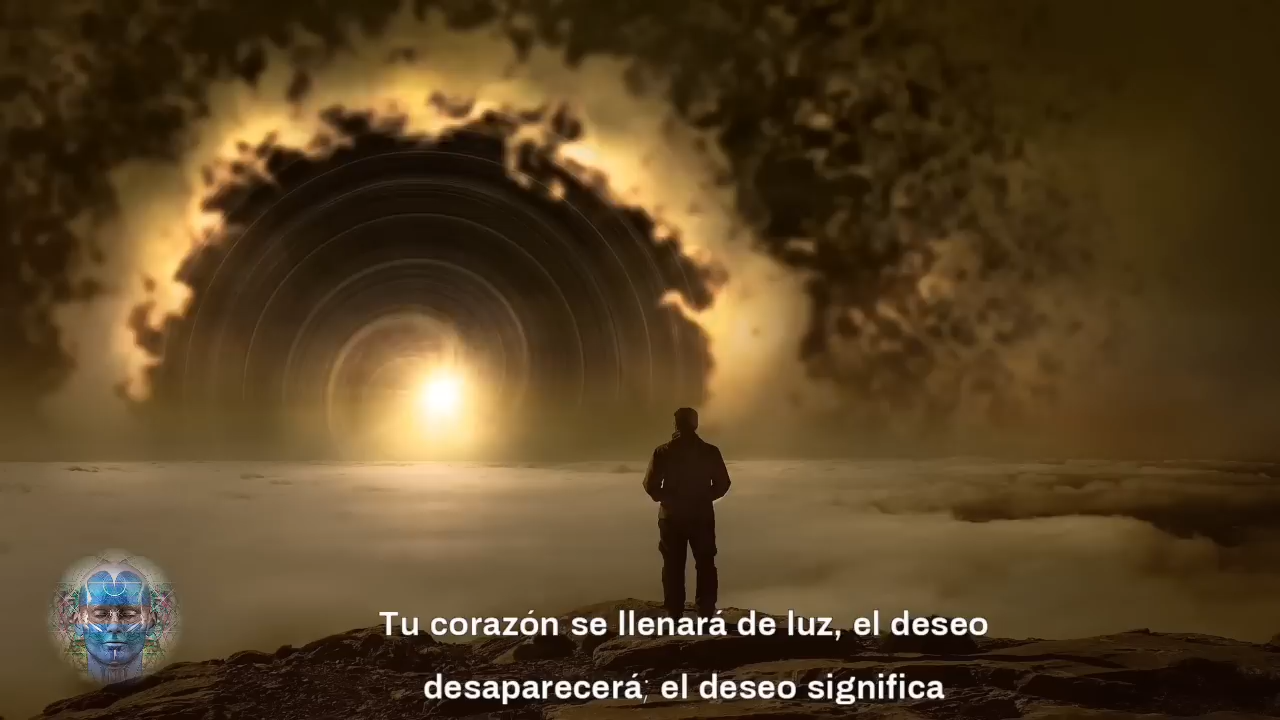 Tu corazón se llenará de luz, el deseo
desaparecerá; el deseo significa